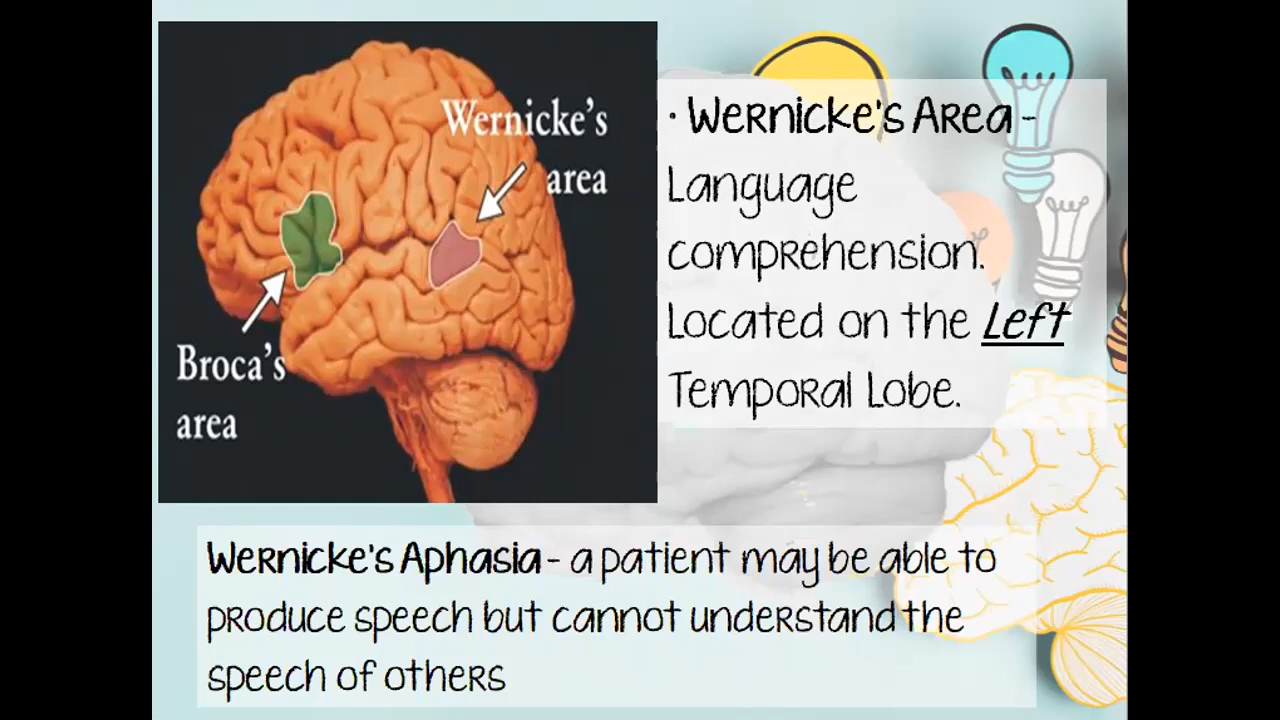 Wernicke's
area
Broca's
area
· Wernicke's Area -
Language
comprehension.
Located on the Left
Temporal Lobe.
Wernicke's Aphasia - a patient may be able to
produce speech but cannot understand the
speech of others